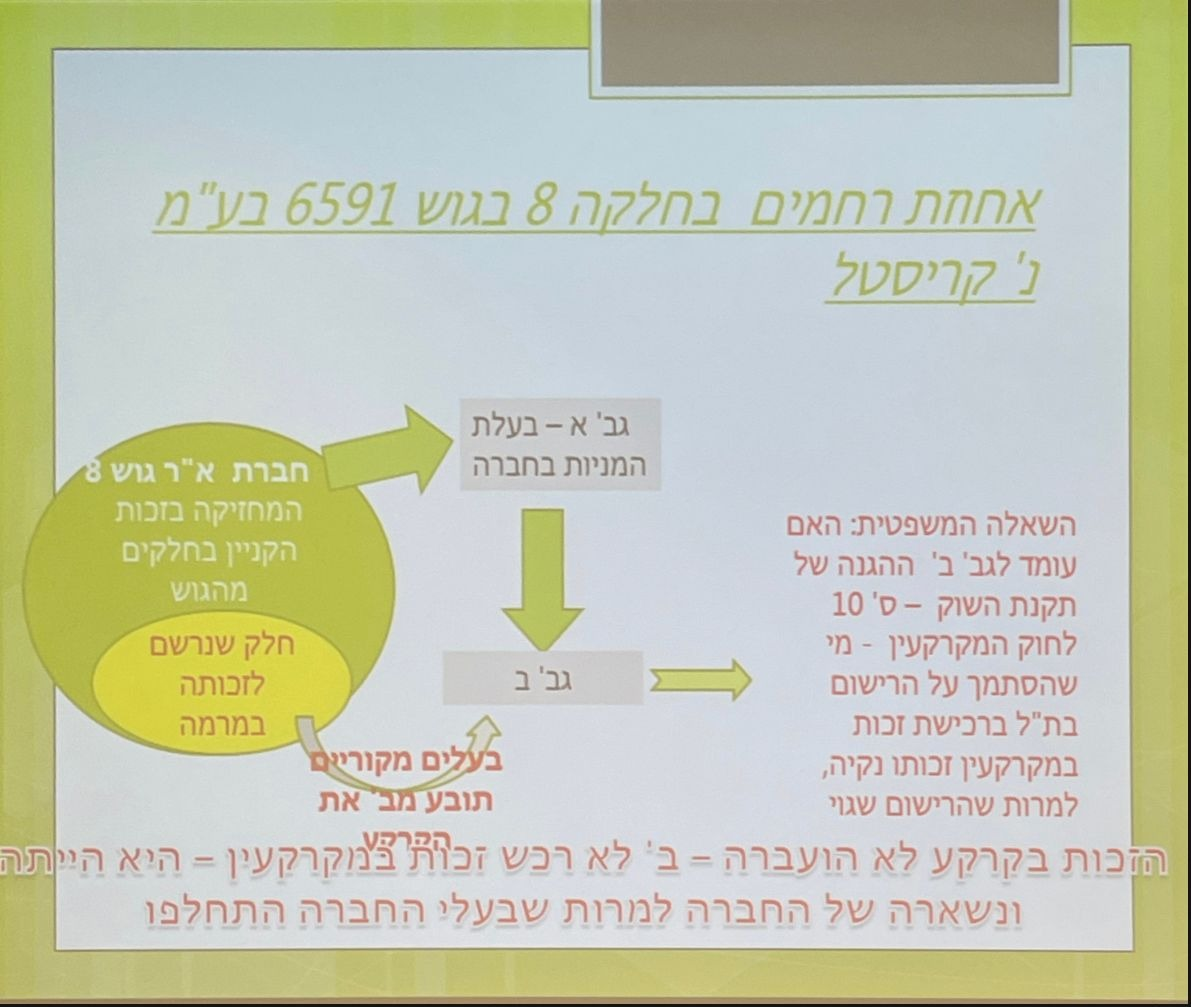 אחוזת רחמים בחלקה 8 בגוש 6591 בע"מ
נ' קריסטל
גב' א – בעלת
המניות בחברה
חברת א"ר גוש 8
המחזיקה בזכות
הקניין בחלקים
מהגוש
חלק שנרשם
לזכותה
במרמה
גב' ב
בעלים מקוריים
תובע מב' את
הקרקע
השאלה המשפטית: האם
עומד לגב' ב' ההגנה של
תקנת השוק – ס' 10
לחוק המקרקעין - מי
שהסתמך על הרישום
בת"ל ברכישת זכות
במקרקעין זכותו נקיה,
למרות שהרישום שגוי
הזכות בקרקע לא הועברה – ב' לא רכש זכות במקרקעין – היא הייתה
ונשארה של החברה למרות שבעלי החברה התחלפו